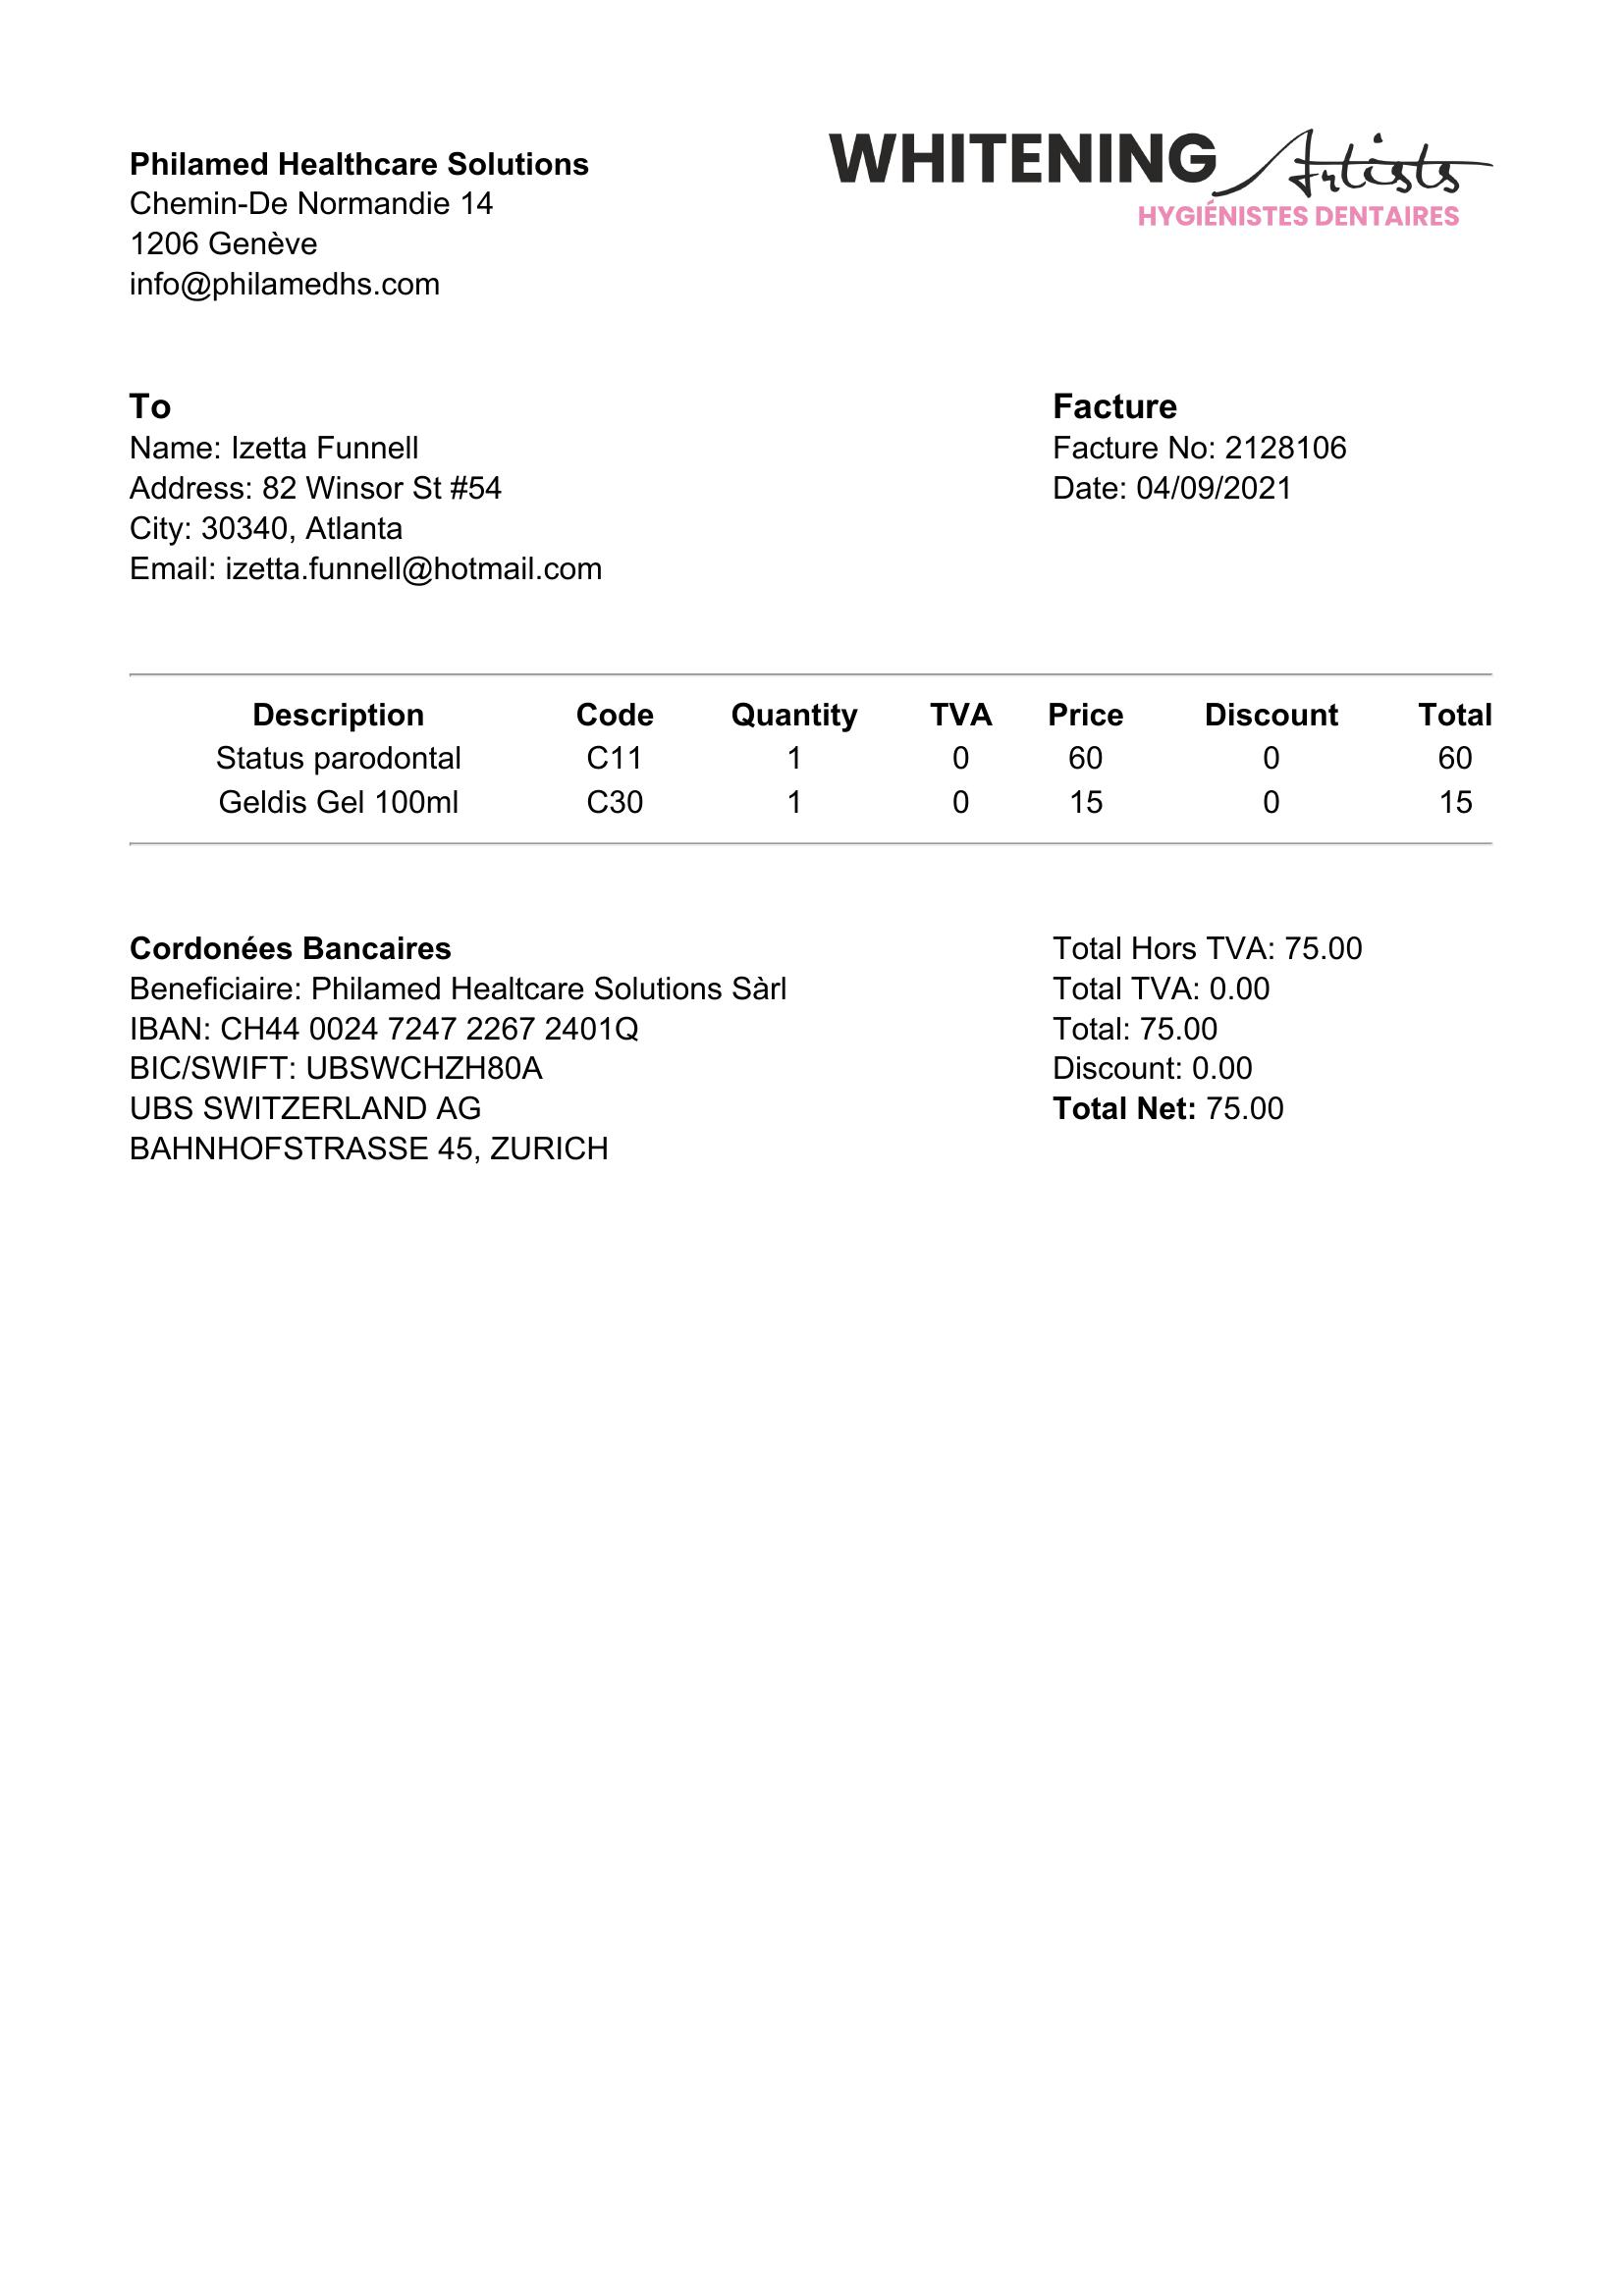 Philamed Healthcare Solutions
Chemin-De Normandie 14
1206 Genève
info@philamedhs.com
WHITENING Artists
HYGIÉNISTES DENTAIRES
To
Name: Izetta Funnell
Address: 82 Winsor St #54
City: 30340, Atlanta
Email: izetta.funnell@hotmail.com
Facture
Facture No: 2128106
Date: 04/09/2021
Description Code Quantity TVA Price Discount Total
Status parodontal C11 1 0 60 0 60
Geldis Gel 100ml C30 1 0 15 0 15
Cordonées Bancaires
Beneficiaire: Philamed Healtcare Solutions Sàrl
IBAN: CH44 0024 7247 2267 2401Q
BIC/SWIFT: UBSWCHZH80A
UBS SWITZERLAND AG
BAHNHOFSTRASSE 45, ZURICH
Total Hors TVA: 75.00
Total TVA: 0.00
Total: 75.00
Discount: 0.00
Total Net: 75.00